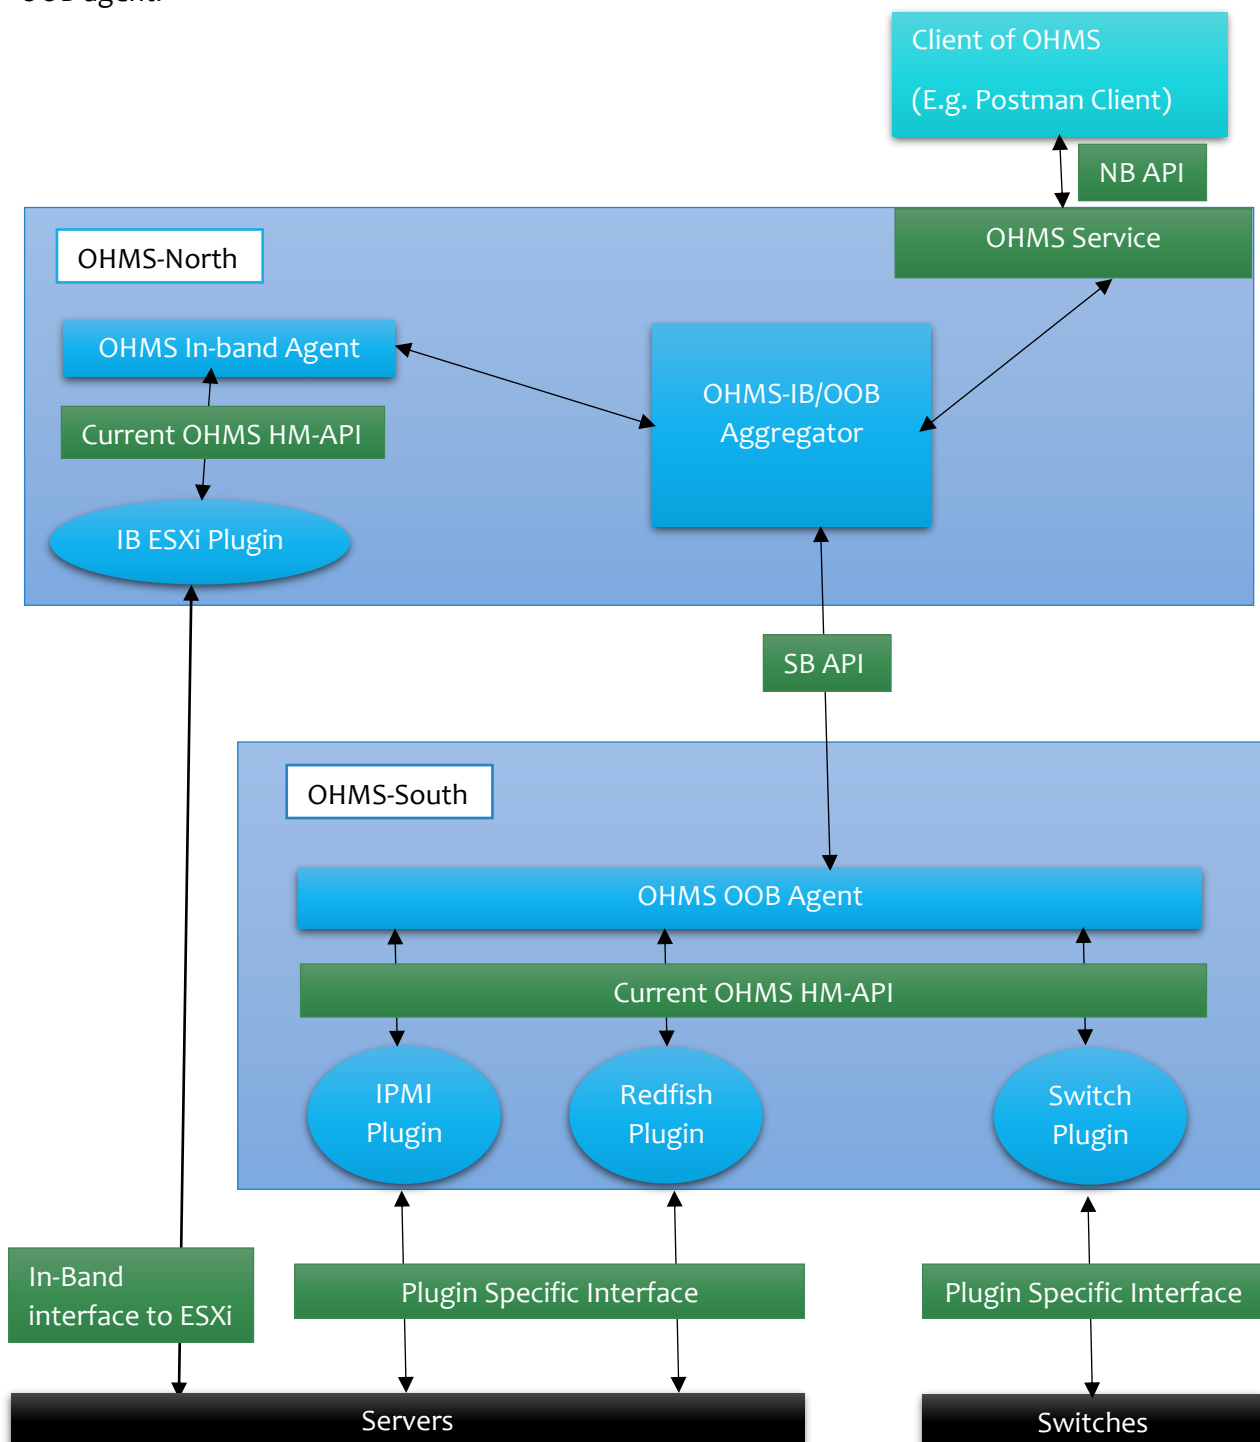 OOB agent.
Client of OHMS
(E.g. Postman Client)
NB API
OHMS Service
OHMS-North
OHMS In-band Agent
OHMS-IB/OOB
Aggregator
Current OHMS HM-API
IB ESXi Plugin
SB API
OHMS-South
OHMS OOB Agent
Current OHMS HM-API
IPMI
Plugin
Redfish
Plugin
Switch
Plugin
In-Band
interface to ESXi
Plugin Specific Interface
Plugin Specific Interface
Servers
Switches